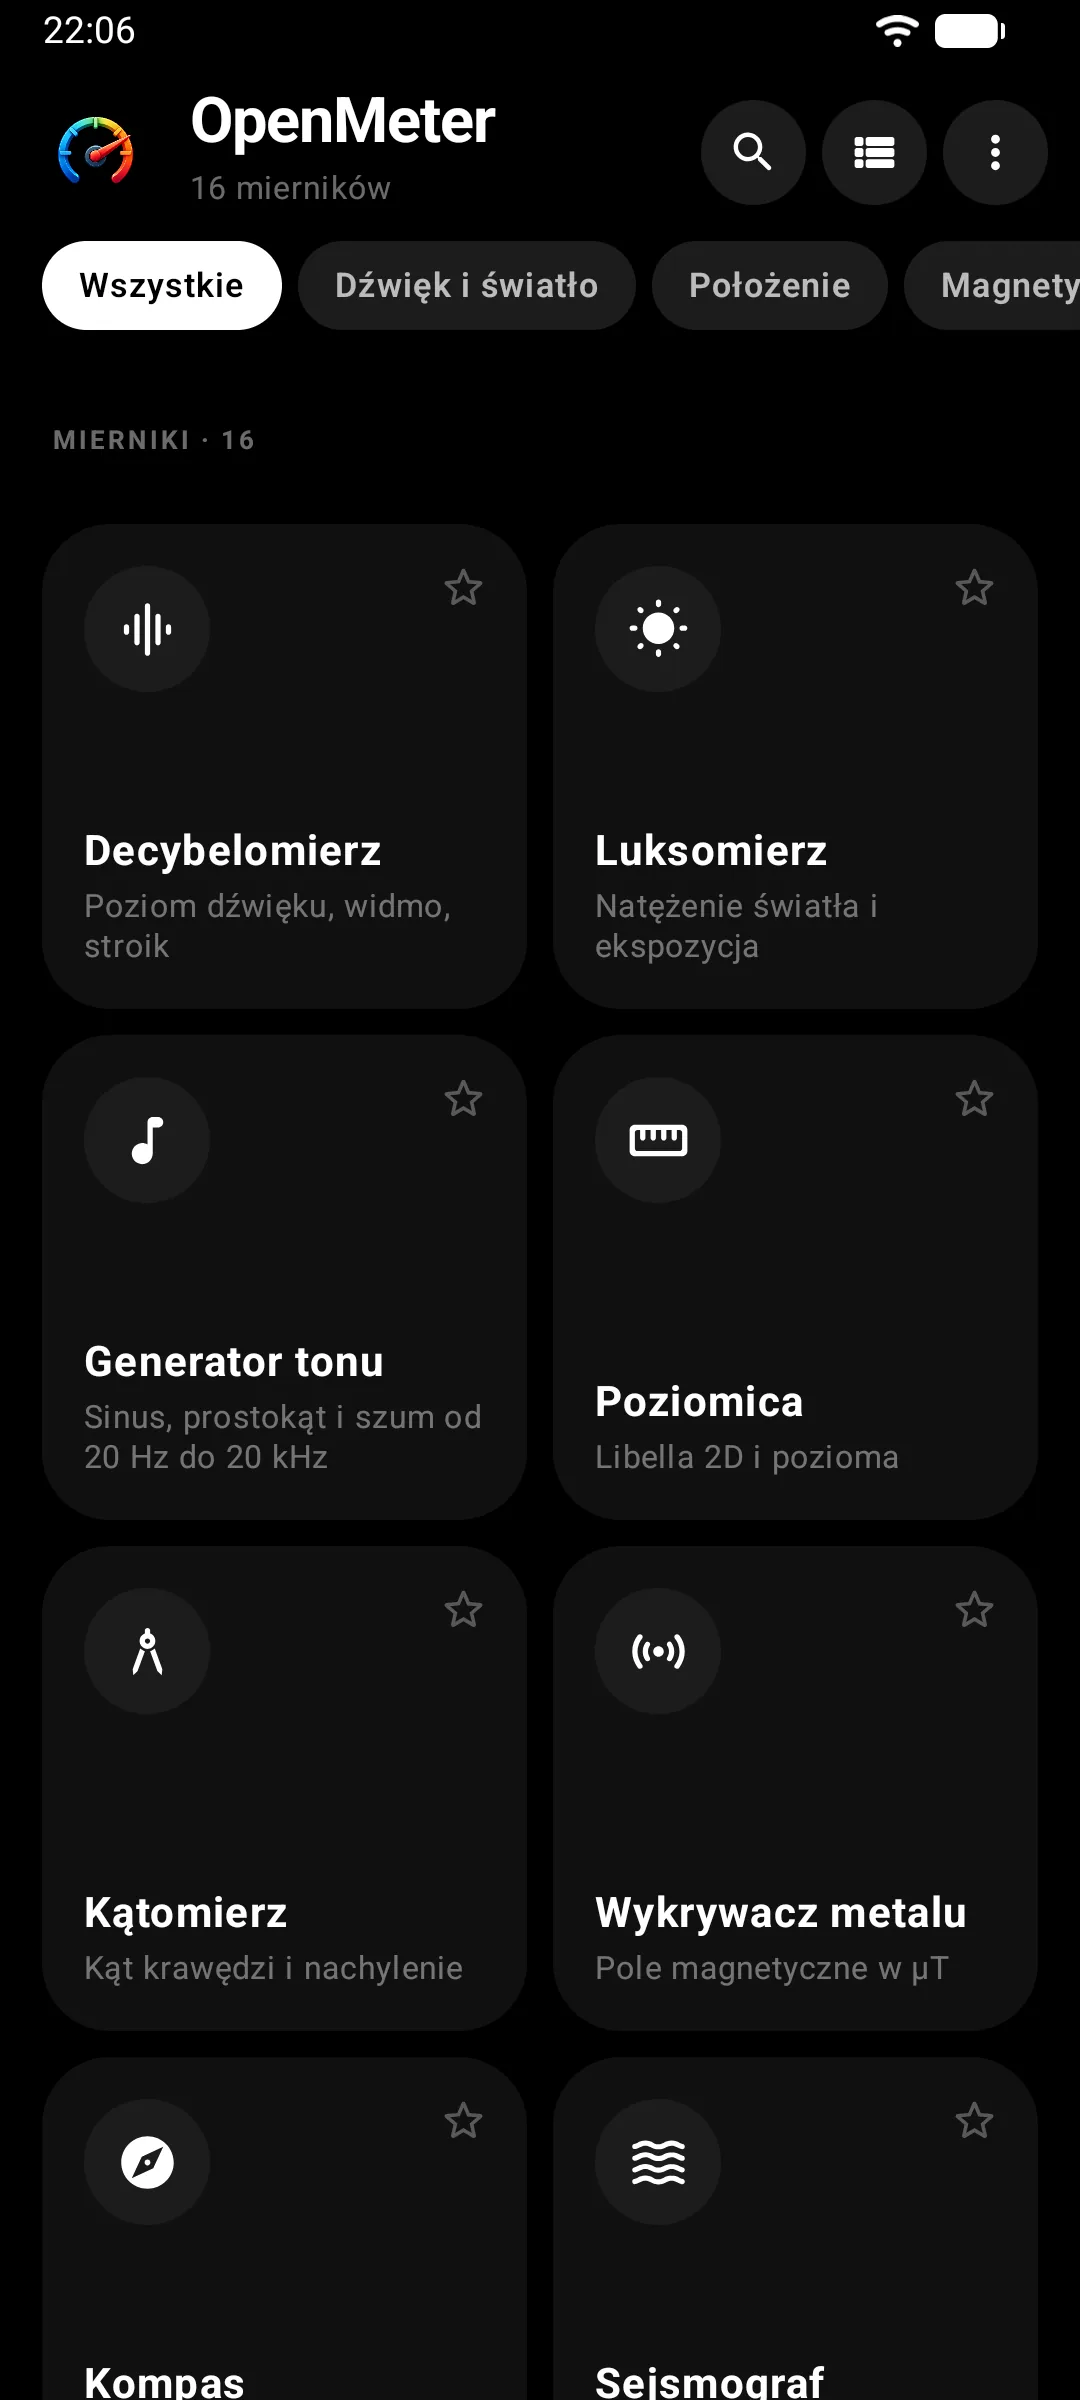 22:06
OpenMeter
16 mierników
Wszystkie
Dźwięk i światło
Położenie
Magnety
MIERNIKI · 16
Decybelomierz
Poziom dźwięku, widmo,
stroik
Luksomierz
Natężenie światła i
ekspozycja
Generator tonu
Sinus, prostokąt i szum od
20 Hz do 20 kHz
Poziomica
Libella 2D i pozioma
Kątomierz
Kąt krawędzi i nachylenie
Wykrywacz metalu
Pole magnetyczne w µT
Kompas
Sejsmograf